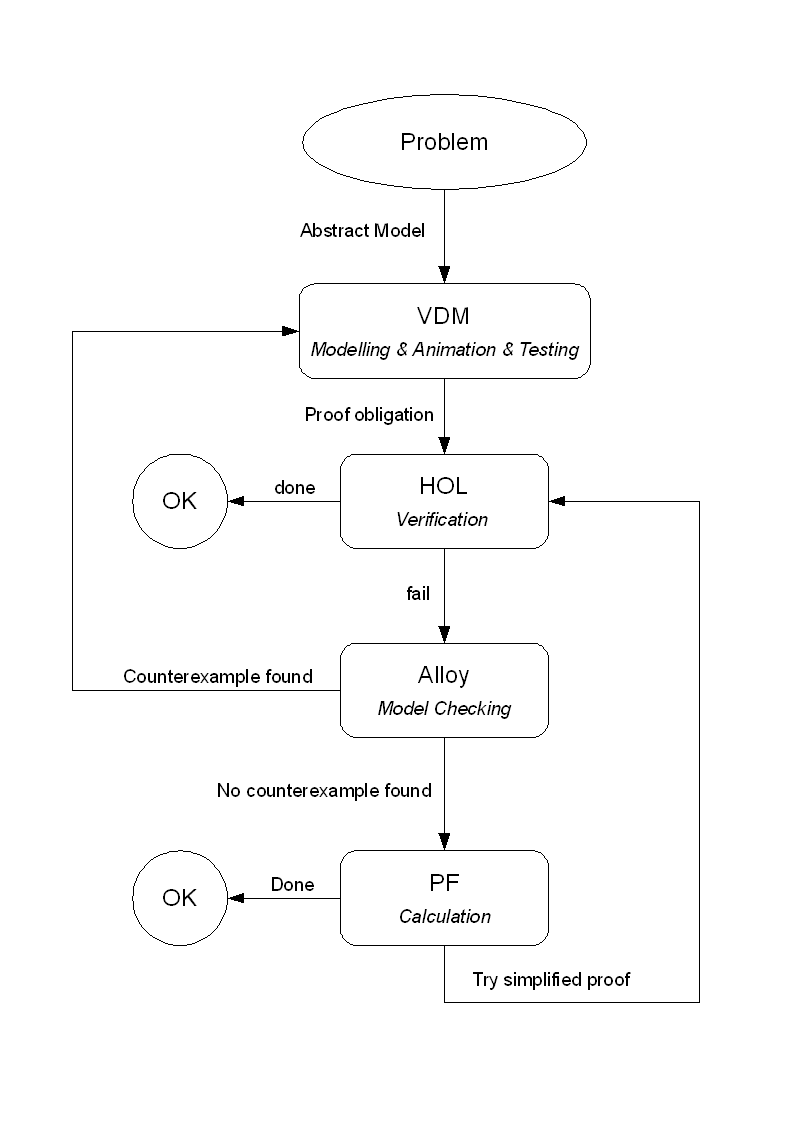 Problem
Abstract Model
VDM
Modelling & Animation & Testing
Proof obligation
HOL
Verification
done
OK
fail
Alloy
Model Checking
Counterexample found
No counterexample found
PF
Calculation
Done
OK
Try simplified proof